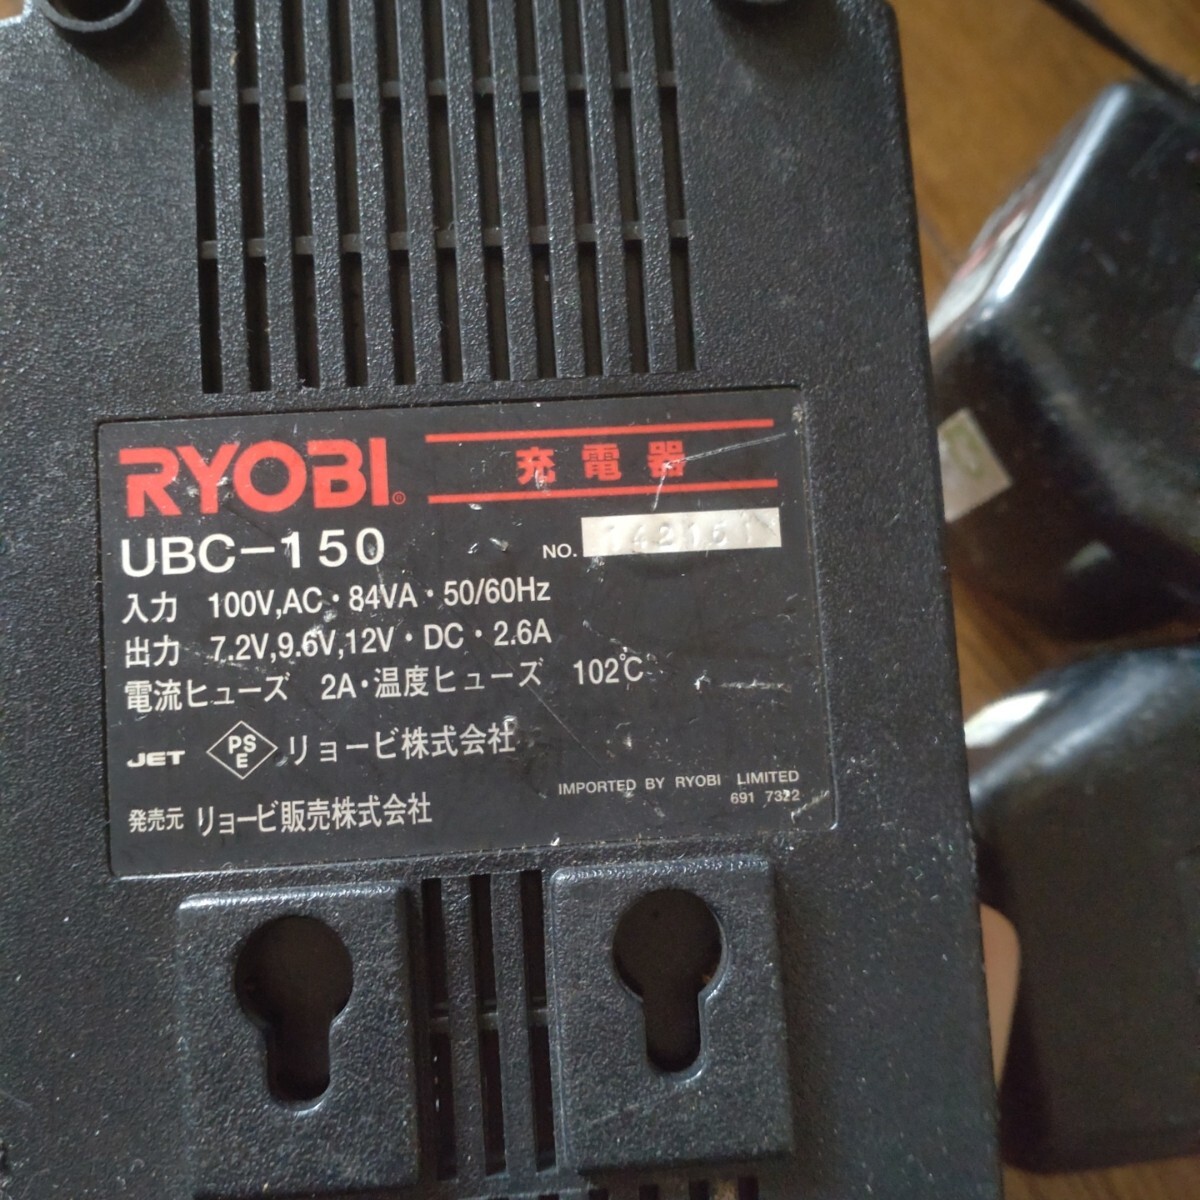 RYOBI® 充電器
UBC-150 NO. 142151
入力 100V,AC・84VA・50/60Hz
出力 7.2V,9.6V,12V・DC・2.6A
電流ヒューズ 2A・温度ヒューズ 102℃
JET PSE リョービ株式会社
IMPORTED BY RYOBI LIMITED
691 7322
発売元 リョービ販売株式会社